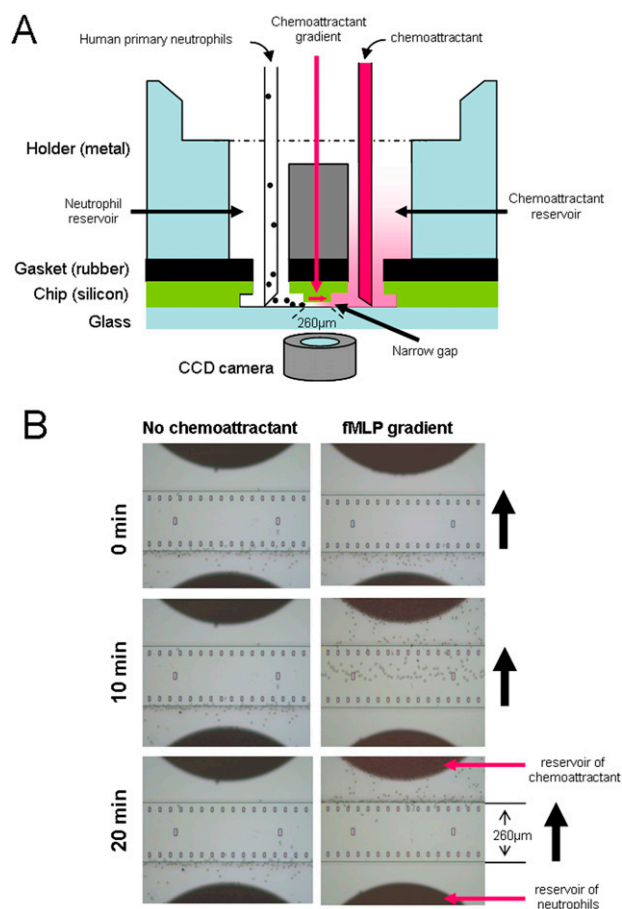 A
Human primary neutrophils
Chemoattractant
gradient
chemoattractant
Holder (metal)
Neutrophil
reservoir
Chemoattractant
reservoir
Gasket (rubber)
Chip (silicon)
Glass
260µm
Narrow gap
CCD camera
B
No chemoattractant
fMLP gradient
0 min
10 min
20 min
reservoir of
chemoattractant
260µm
reservoir of
neutrophils